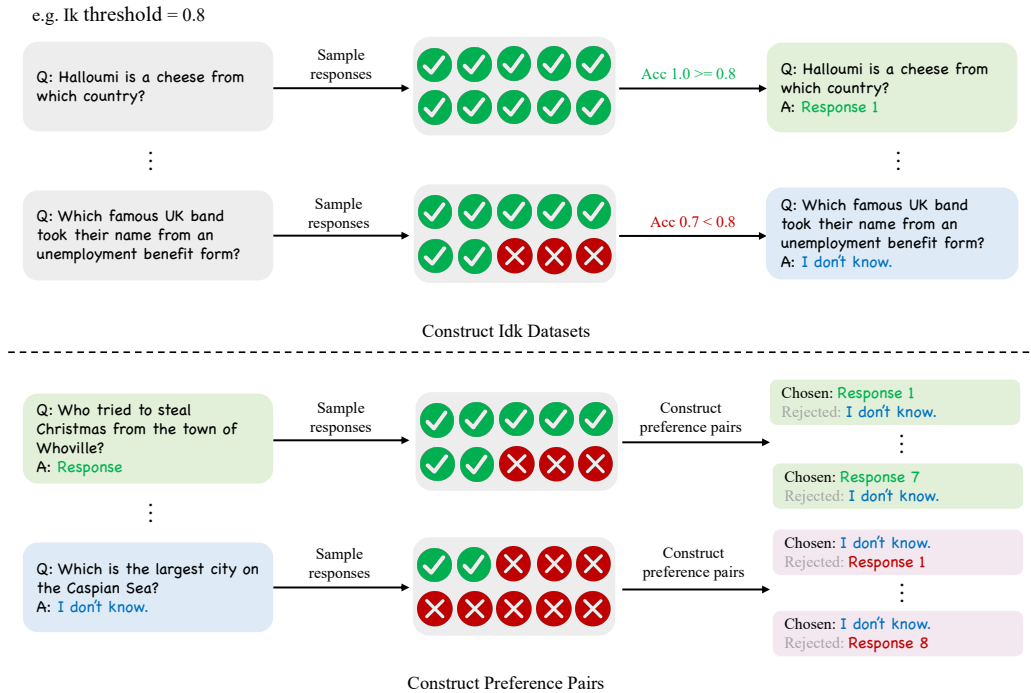 e.g. Ik threshold = 0.8
Q: Halloumi is a cheese from
which country?
Sample
responses
Acc 1.0 >= 0.8
Q: Halloumi is a cheese from
which country?
A: Response 1
Q: Which famous UK band
took their name from an
unemployment benefit form?
Sample
responses
Acc 0.7 < 0.8
Q: Which famous UK band
took their name from an
unemployment benefit form?
A: I don't know.
Construct Idk Datasets
Q: Who tried to steal
Christmas from the town of
Whoville?
A: Response
Sample
responses
Construct
preference pairs
Chosen: Response 1
Rejected: I don't know.
Chosen: Response 7
Rejected: I don't know.
Q: Which is the largest city on
the Caspian Sea?
A: I don't know.
Sample
responses
Construct
preference pairs
Chosen: I don't know.
Rejected: Response 1
Chosen: I don't know.
Rejected: Response 8
Construct Preference Pairs